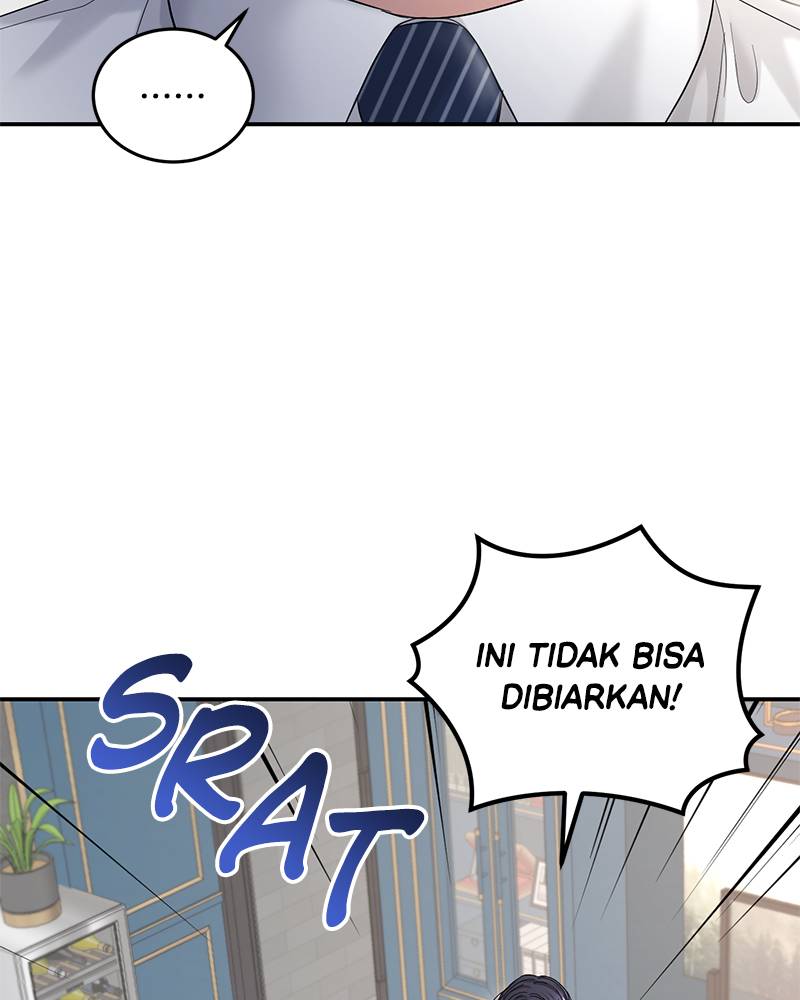 ......
INI TIDAK BISA
DIBIARKAN!
SRAT